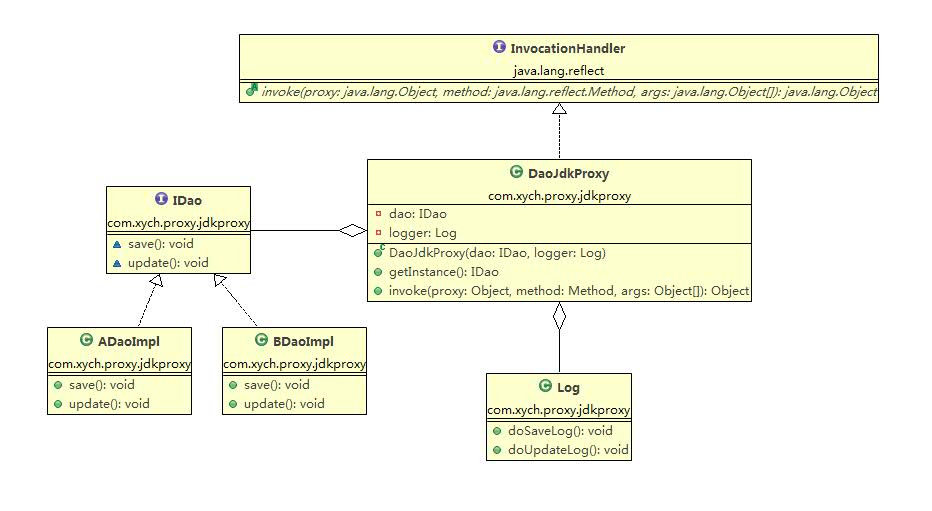 InvocationHandler
java.lang.reflect
invoke(proxy: java.lang.Object, method: java.lang.reflect.Method, args: java.lang.Object[]): java.lang.Object
DaoJdkProxy
com.xych.proxy.jdkproxy
dao: IDao
logger: Log
DaoJdkProxy(dao: IDao, logger: Log)
getInstance(): IDao
invoke(proxy: Object, method: Method, args: Object[]): Object
IDao
com.xych.proxy.jdkproxy
save(): void
update(): void
ADaoImpl
com.xych.proxy.jdkproxy
save(): void
update(): void
BDaoImpl
com.xych.proxy.jdkproxy
save(): void
update(): void
Log
com.xych.proxy.jdkproxy
doSaveLog(): void
doUpdateLog(): void